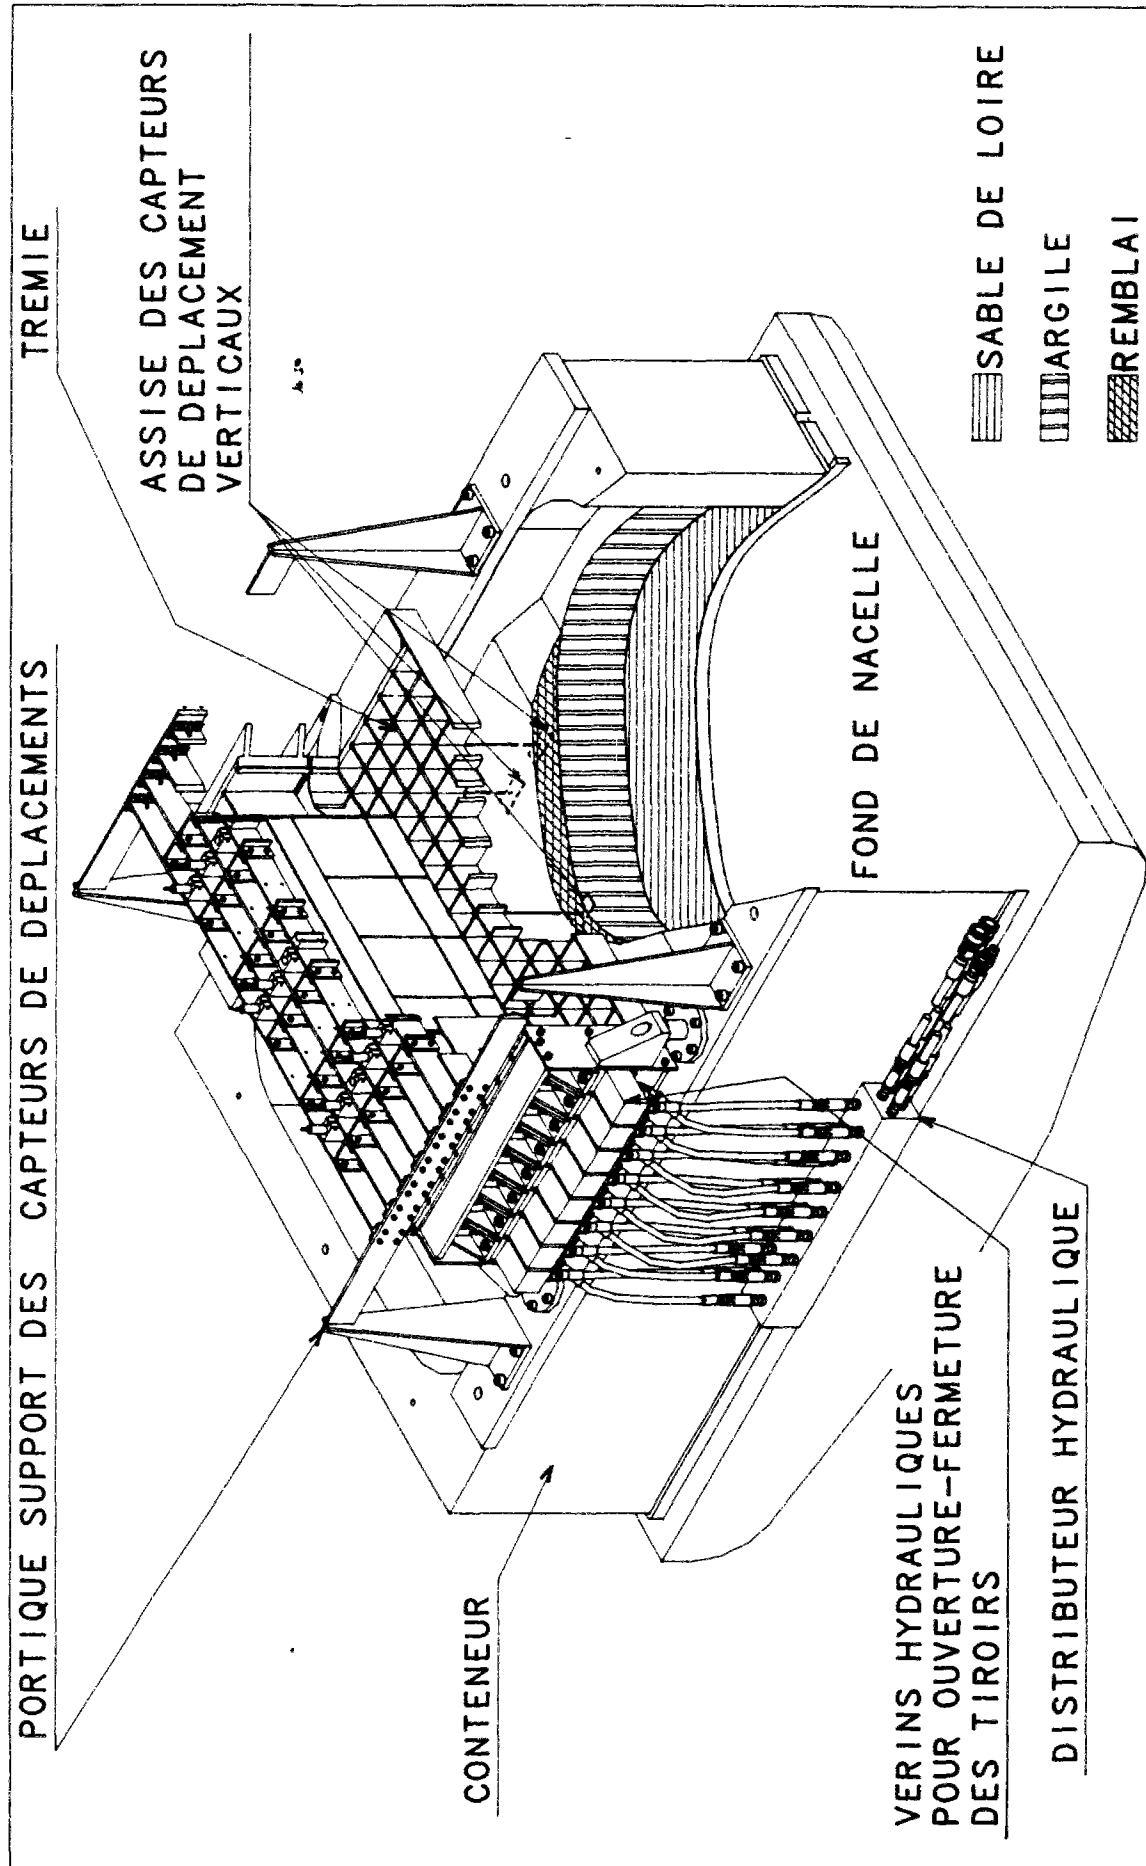 PORTIQUE SUPPORT DES CAPTEURS DE DEPLACEMENTS
TREMIE
ASSISE DES CAPTEURS
DE DEPLACEMENT
VERTICAUX
CONTENEUR
FOND DE NACELLE
VERINS HYDRAULIQUES
POUR OUVERTURE-FERMETURE
DES TIROIRS
DISTRIBUTEUR HYDRAULIQUE
SABLE DE LOIRE
ARGILE
REMBLAI